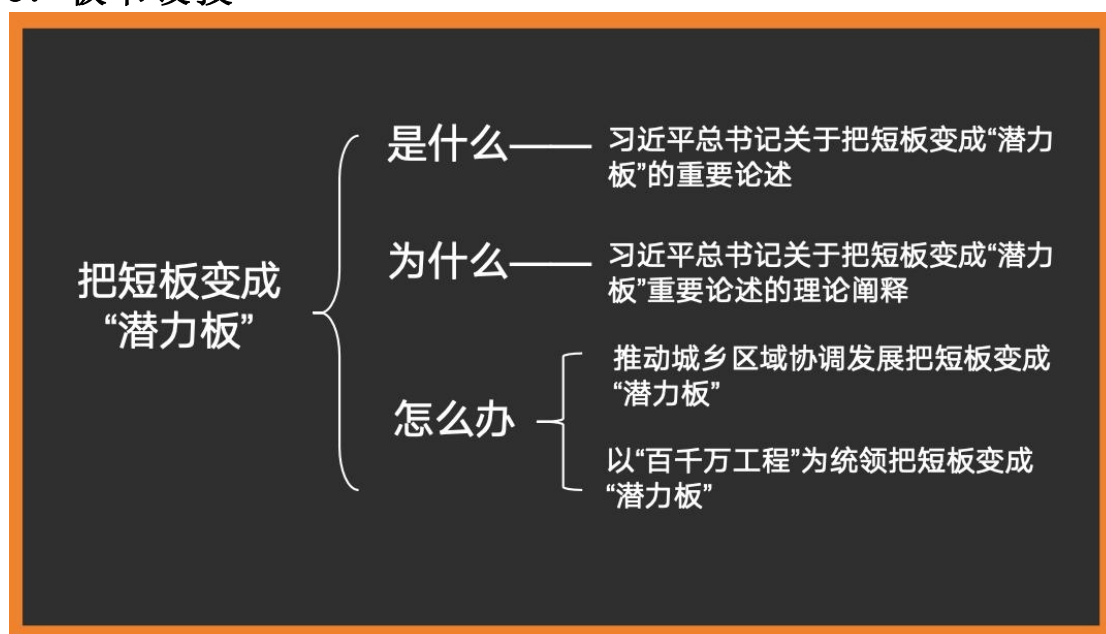 把短板变成
“潜力板”
是什么——
习近平总书记关于把短板变成“潜力
板”的重要论述
为什么——
习近平总书记关于把短板变成“潜力
板”重要论述的理论阐释
怎么办
推动城乡区域协调发展把短板变成
“潜力板”
以“百千万工程”为统领把短板变成
“潜力板”